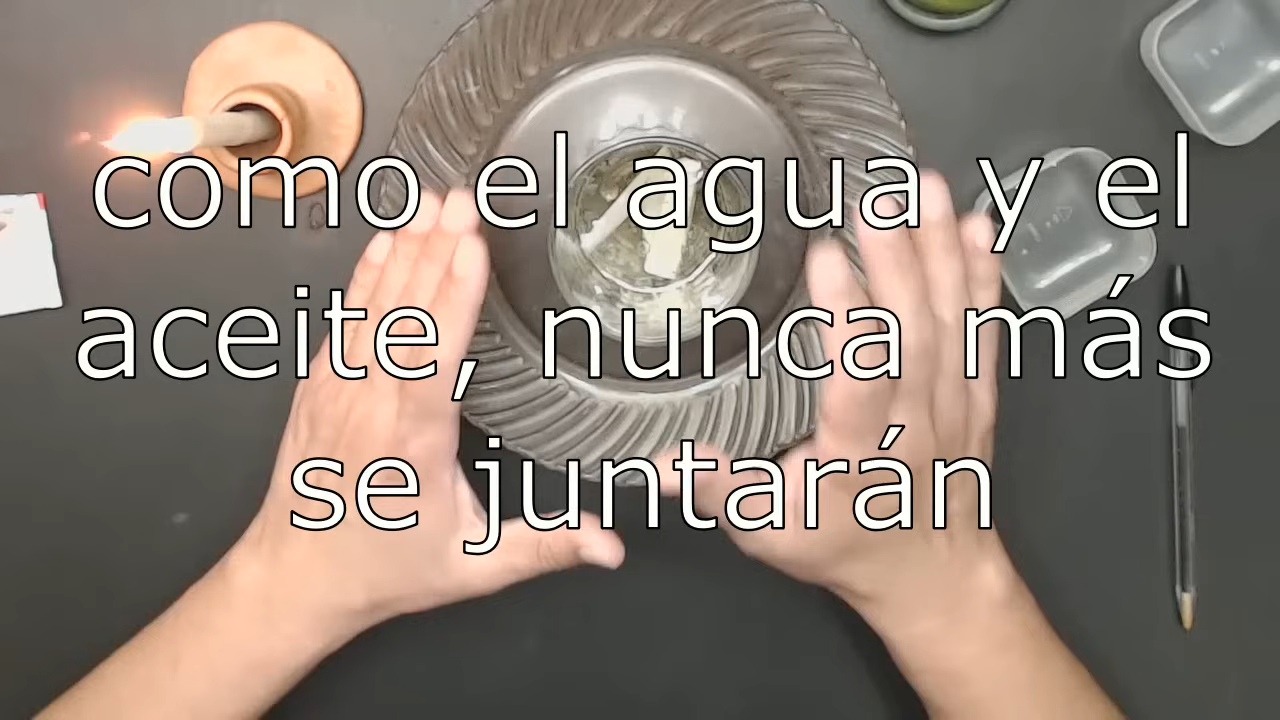 como el agua y el
aceite, nunca más
se juntarán